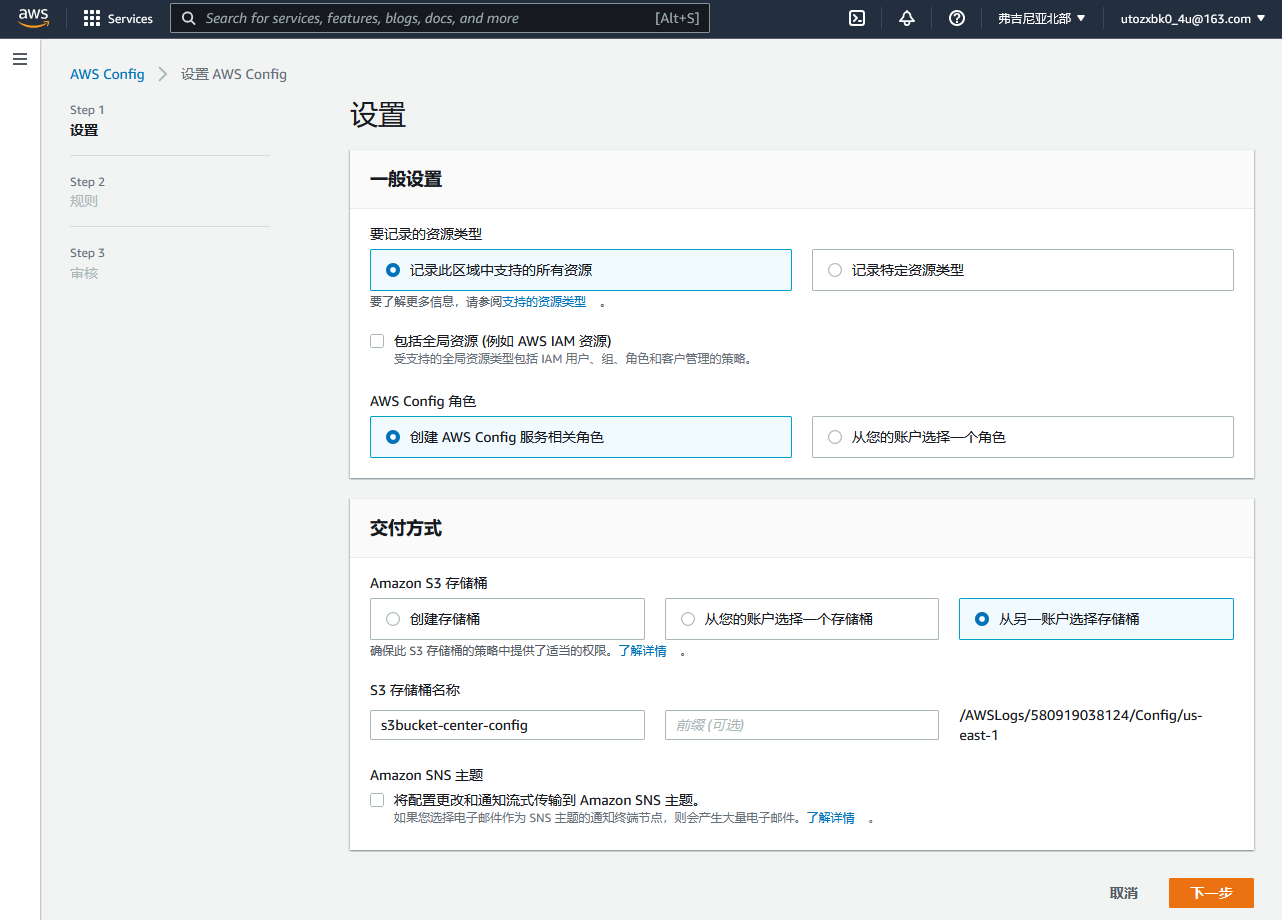 aws
Services
Search for services, features, blogs, docs, and more
[Alt+S]
弗吉尼亚北部
utozxbk0_4u@163.com
AWS Config
设置 AWS Config
Step 1
设置
Step 2
规则
Step 3
审核
设置
一般设置
要记录的资源类型
记录此区域中支持的所有资源
记录特定资源类型
要了解更多信息，请参阅支持的资源类型 。
包括全局资源 (例如 AWS IAM 资源)
受支持的全局资源类型包括 IAM 用户、组、角色和客户管理的策略。
AWS Config 角色
创建 AWS Config 服务相关角色
从您的账户选择一个角色
交付方式
Amazon S3 存储桶
创建存储桶
从您的账户选择一个存储桶
从另一账户选择存储桶
确保此 S3 存储桶的策略中提供了适当的权限。了解详情 。
S3 存储桶名称
s3bucket-center-config
前缀 (可选)
/AWSLogs/580919038124/Config/us-
east-1
Amazon SNS 主题
将配置更改和通知流式传输到 Amazon SNS 主题。
如果您选择电子邮件作为 SNS 主题的通知终端节点，则会产生大量电子邮件。了解详情 。
取消
下一步